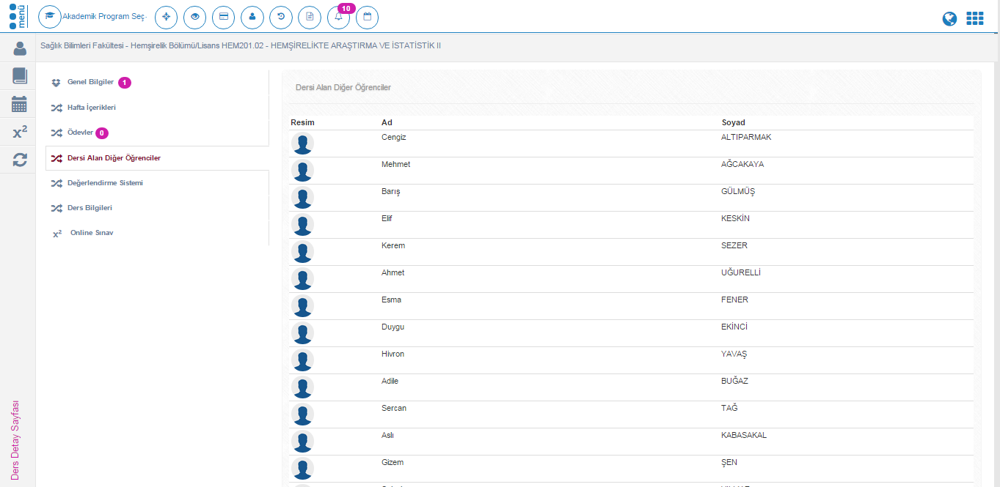 menü
Akademik Program Seç
10
Sağlık Bilimleri Fakültesi - Hemşirelik Bölümü/Lisans HEM201.02 - HEMŞİRELİKTE ARAŞTIRMA VE İSTATİSTİK II
Genel Bilgiler 1
Hafta İçerikleri
Ödevler 0
Dersi Alan Diğer Öğrenciler
Değerlendirme Sistemi
Ders Bilgileri
x² Online Sınav
x²
Ders Detay Sayfası
Dersi Alan Diğer Öğrenciler
Resim Ad Soyad
Cengiz ALTIPARMAK
Mehmet AĞCAKAYA
Barış GÜLMÜŞ
Elif KESKİN
Kerem SEZER
Ahmet UĞURELLİ
Esma FENER
Duygu EKİNCİ
Hivron YAVAŞ
Adile BUĞAZ
Sercan TAĞ
Aslı KABASAKAL
Gizem ŞEN